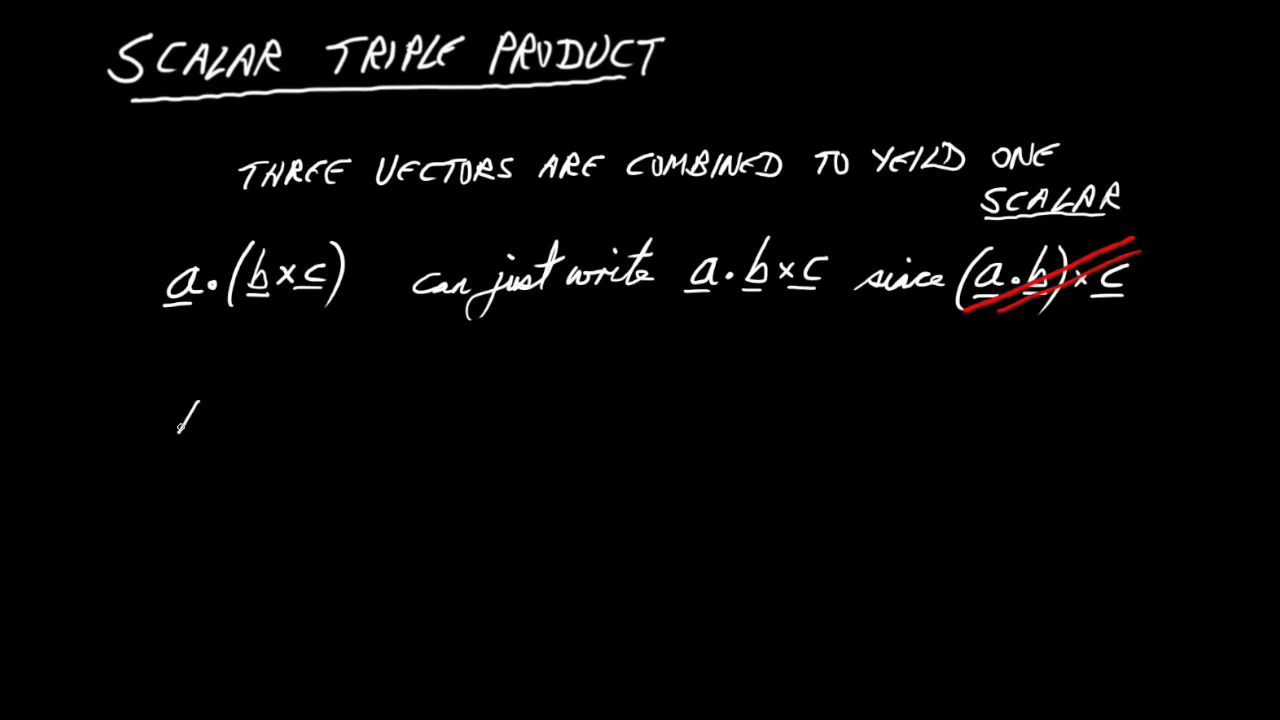 SCALAR TRIPLE PRODUCT
THREE VECTORS ARE COMBINED TO YEILD ONE
SCALAR
a.(b×c) can just write a.b×c since (a.b)×c